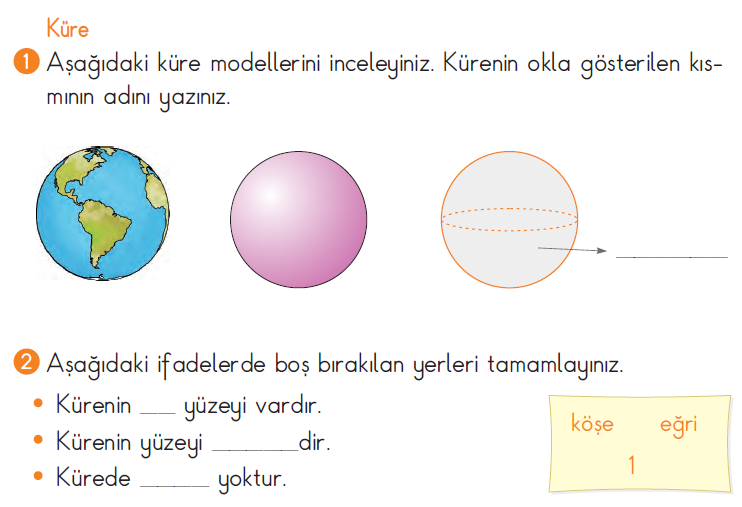 Küre
1 Aşağıdaki küre modellerini inceleyiniz. Kürenin okla gösterilen kıs-
mının adını yazınız.
__________
2 Aşağıdaki ifadelerde boş bırakılan yerleri tamamlayınız.
• Kürenin ___ yüzeyi vardır.
• Kürenin yüzeyi _______dir.
• Kürede ______ yoktur.
köşe eğri
1